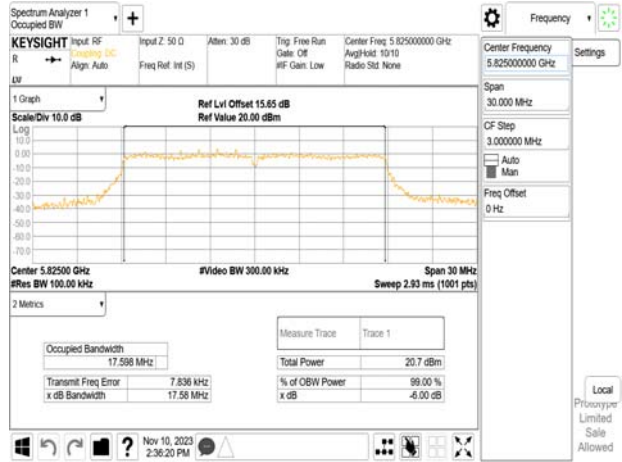 Spectrum Analyzer 1
Occupied BW
+
Frequency
KEYSIGHT
R
Input: RF
Coupling: DC
Align: Auto
Input Z: 50 Ω
Freq Ref: Int (S)
Atten: 30 dB
Trig: Free Run
Gate: Off
#IF Gain: Low
Center Freq: 5.825000000 GHz
Avg|Hold: 10/10
Radio Std: None
Center Frequency
5.825000000 GHz
Settings
Span
30.000 MHz
CF Step
3.000000 MHz
Auto
Man
Freq Offset
0 Hz
1 Graph
Scale/Div 10.0 dB
Ref Lvl Offset 15.65 dB
Ref Value 20.00 dBm
Log
10.0
0.00
-10.0
-20.0
-30.0
-40.0
-50.0
-60.0
-70.0
Center 5.82500 GHz
#Res BW 100.00 kHz
#Video BW 300.00 kHz
Span 30 MHz
Sweep 2.93 ms (1001 pts)
2 Metrics
Measure Trace Trace 1
Occupied Bandwidth
17.598 MHz
Total Power 20.7 dBm
Transmit Freq Error 7.836 kHz
% of OBW Power 99.00 %
x dB Bandwidth 17.58 MHz
x dB -6.00 dB
Local
Prototype
Limited
Sale
Allowed
?
Nov 10, 2023
2:36:20 PM